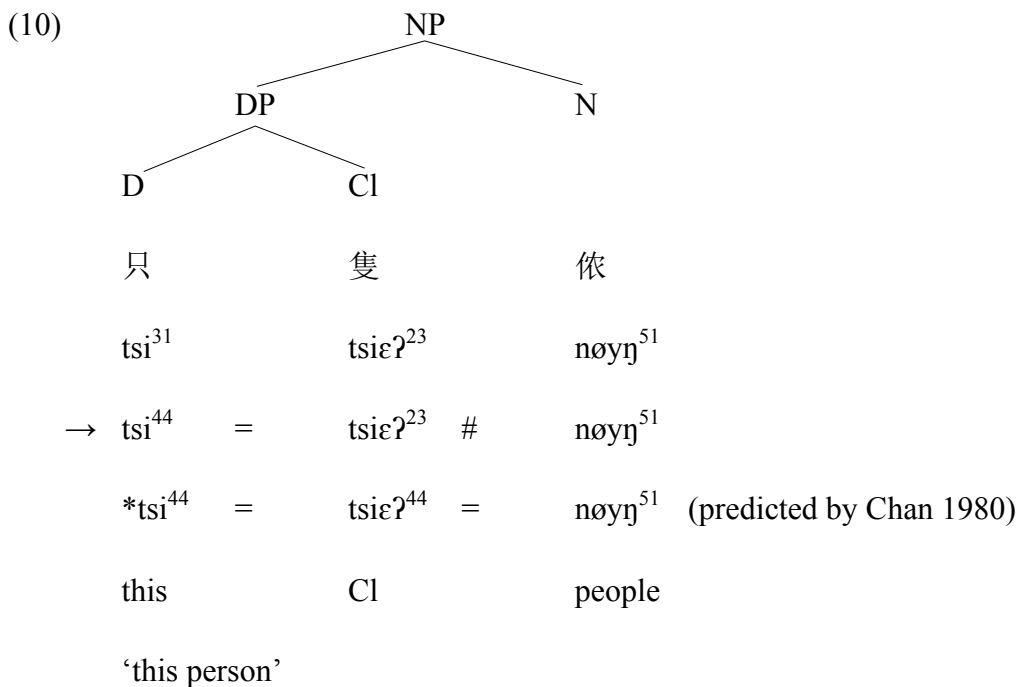 (10) NP
DP N
D Cl
只 隻 侬
tsi³¹ tsiɛʔ²³ nøyŋ⁵¹
→ tsi⁴⁴ = tsiɛʔ²³ # nøyŋ⁵¹
*tsi⁴⁴ = tsiɛʔ⁴⁴ = nøyŋ⁵¹ (predicted by Chan 1980)
this Cl people
‘this person’